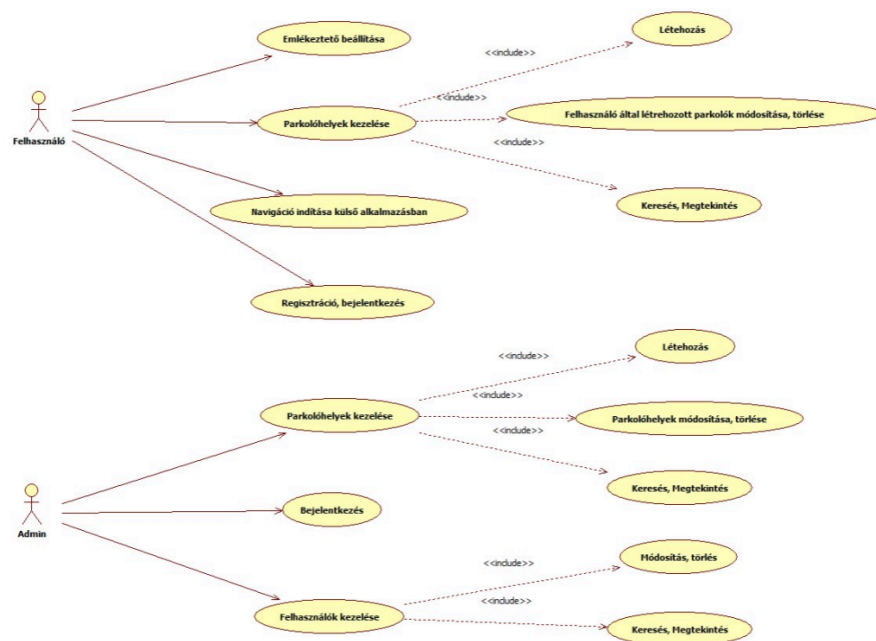 Emlékeztető beállítása
Létehozás
<<include>>
<<include>>
Parkolóhelyek kezelése
Felhasználó által létrehozott parkolók módosítása, törlése
Felhasználó
<<include>>
Navigáció indítása külső alkalmazásban
Keresés, Megtekintés
Regisztráció, bejelentkezés
Létehozás
<<include>>
<<include>>
Parkolóhelyek kezelése
Parkolóhelyek módosítása, törlése
<<include>>
Keresés, Megtekintés
Bejelentkezés
Admin
Módosítás, törlés
<<include>>
<<include>>
Felhasználók kezelése
Keresés, Megtekintés